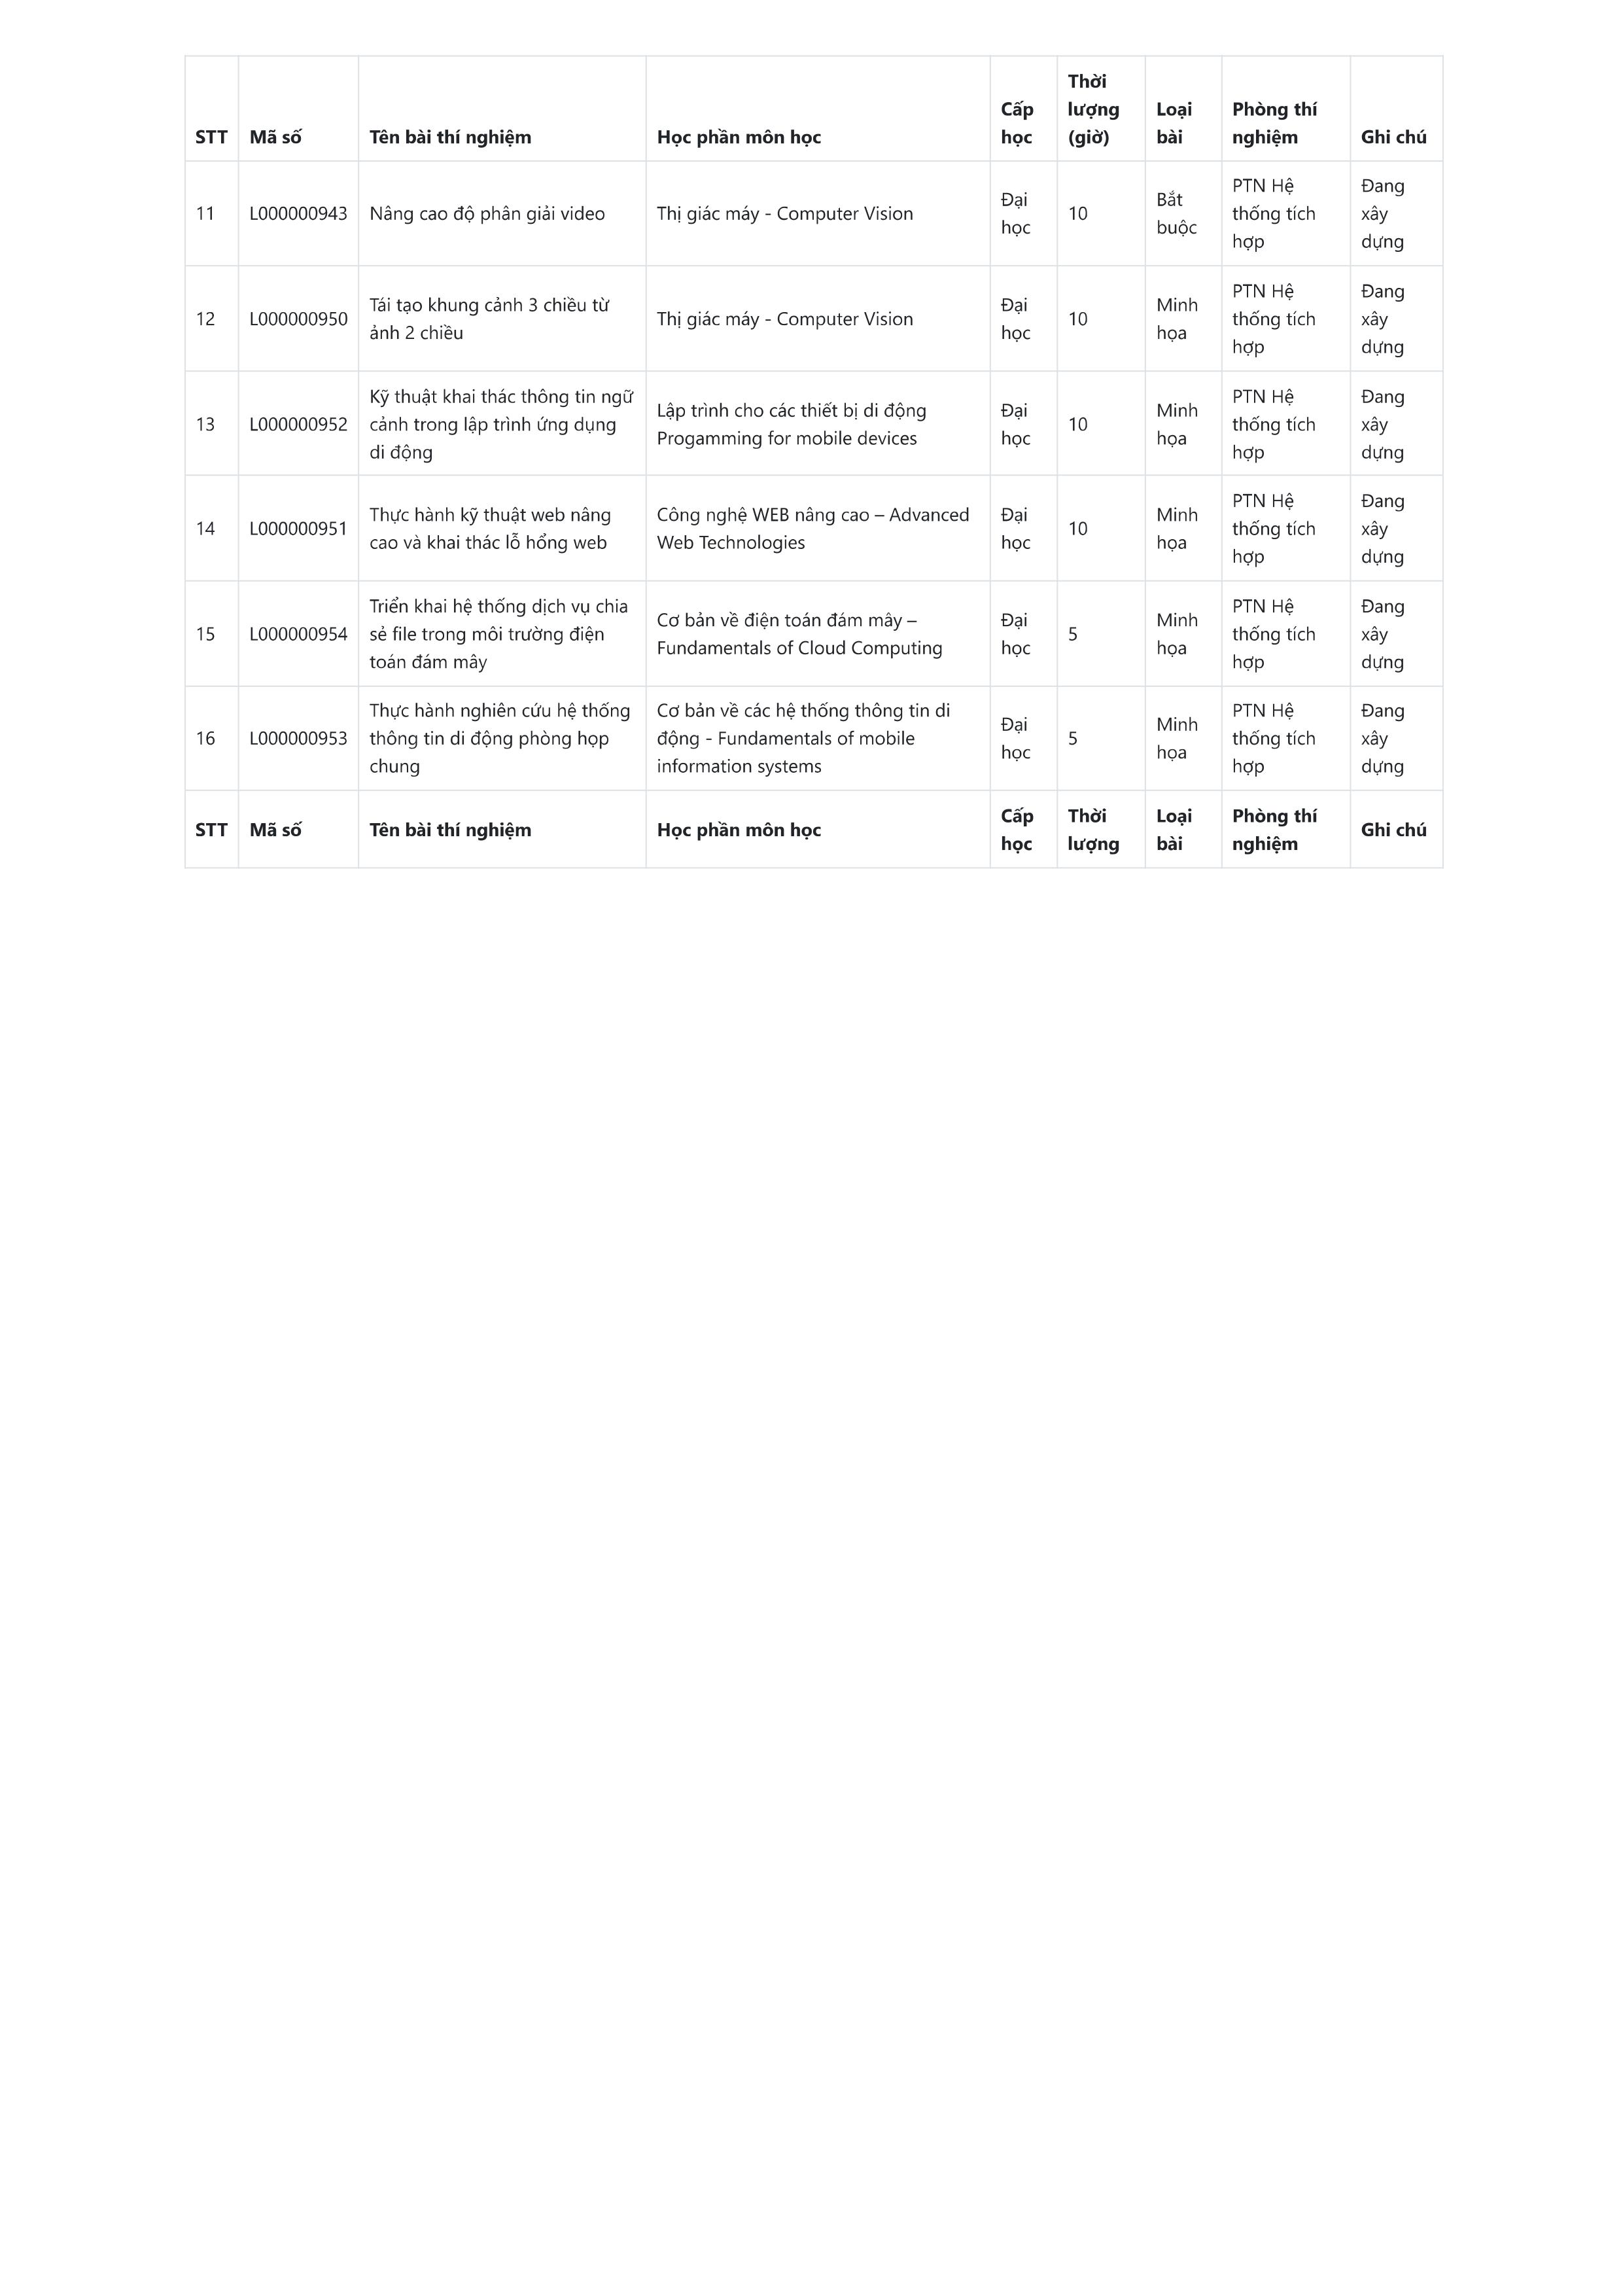 STT Mã số Tên bài thí nghiệm Học phần môn học Cấp học Thời lượng (giờ) Loại bài Phòng thí nghiệm Ghi chú
11 L000000943 Nâng cao độ phân giải video Thị giác máy - Computer Vision Đại học 10 Bắt buộc PTN Hệ thống tích hợp Đang xây dựng
12 L000000950 Tái tạo khung cảnh 3 chiều từ ảnh 2 chiều Thị giác máy - Computer Vision Đại học 10 Minh họa PTN Hệ thống tích hợp Đang xây dựng
13 L000000952 Kỹ thuật khai thác thông tin ngữ cảnh trong lập trình ứng dụng di động Lập trình cho các thiết bị di động Progamming for mobile devices Đại học 10 Minh họa PTN Hệ thống tích hợp Đang xây dựng
14 L000000951 Thực hành kỹ thuật web nâng cao và khai thác lỗ hổng web Công nghệ WEB nâng cao – Advanced Web Technologies Đại học 10 Minh họa PTN Hệ thống tích hợp Đang xây dựng
15 L000000954 Triển khai hệ thống dịch vụ chia sẻ file trong môi trường điện toán đám mây Cơ bản về điện toán đám mây – Fundamentals of Cloud Computing Đại học 5 Minh họa PTN Hệ thống tích hợp Đang xây dựng
16 L000000953 Thực hành nghiên cứu hệ thống thông tin di động phòng họp chung Cơ bản về các hệ thống thông tin di động - Fundamentals of mobile information systems Đại học 5 Minh họa PTN Hệ thống tích hợp Đang xây dựng
STT Mã số Tên bài thí nghiệm Học phần môn học Cấp học Thời lượng Loại bài Phòng thí nghiệm Ghi chú